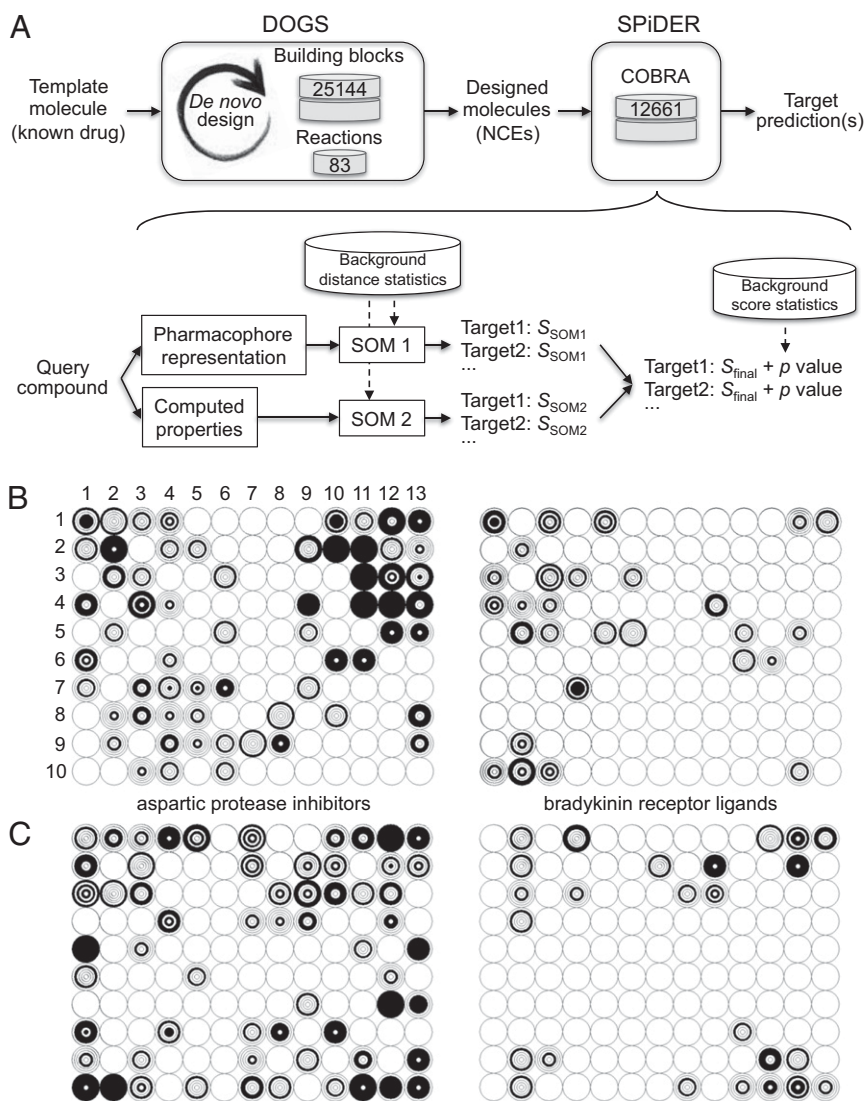 A
DOGS
SPiDER
Template
molecule
(known drug)
De novo
design
Building blocks
25144
Reactions
83
Designed
molecules
(NCEs)
COBRA
12661
Target
prediction(s)
Background
distance statistics
Background
score statistics
Query
compound
Pharmacophore
representation
SOM 1
Target1: SSOM1
Target2: SSOM1
...
Computed
properties
SOM 2
Target1: SSOM2
Target2: SSOM2
...
Target1: Sfinal + p value
Target2: Sfinal + p value
...
B
1 2 3 4 5 6 7 8 9 10 11 12 13
1
2
3
4
5
6
7
8
9
10
aspartic protease inhibitors
bradykinin receptor ligands
C